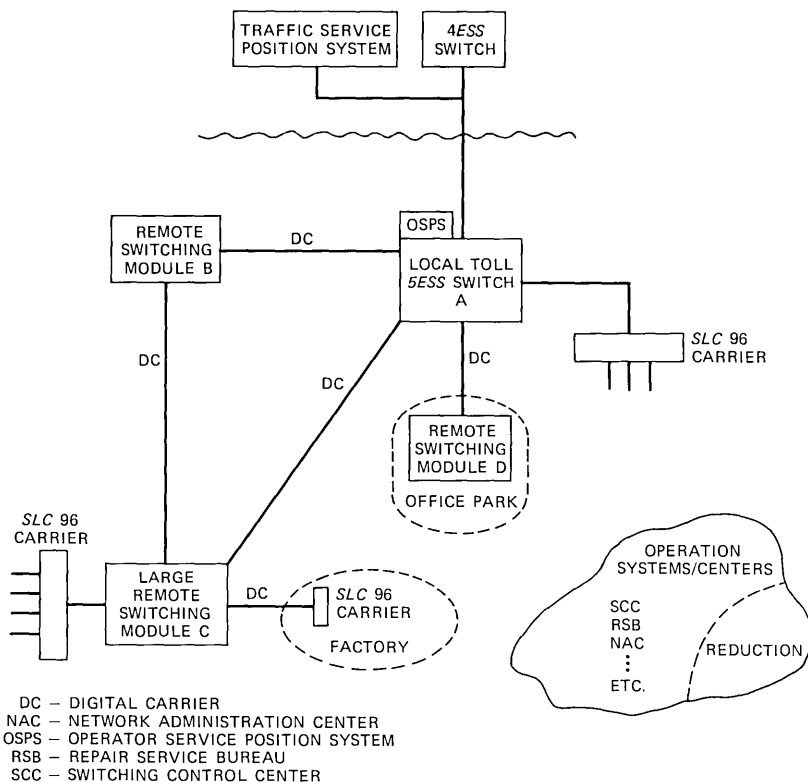 TRAFFIC SERVICE
POSITION SYSTEM
4ESS
SWITCH
OSPS
REMOTE
SWITCHING
MODULE B
DC
LOCAL TOLL
5ESS SWITCH
A
DC
DC
DC
SLC 96
CARRIER
REMOTE
SWITCHING
MODULE D
OFFICE PARK
SLC 96
CARRIER
LARGE
REMOTE
SWITCHING
MODULE C
DC
SLC 96
CARRIER
FACTORY
OPERATION
SYSTEMS/CENTERS
SCC
RSB
NAC
⋮
ETC.
REDUCTION
DC – DIGITAL CARRIER
NAC – NETWORK ADMINISTRATION CENTER
OSPS – OPERATOR SERVICE POSITION SYSTEM
RSB – REPAIR SERVICE BUREAU
SCC – SWITCHING CONTROL CENTER